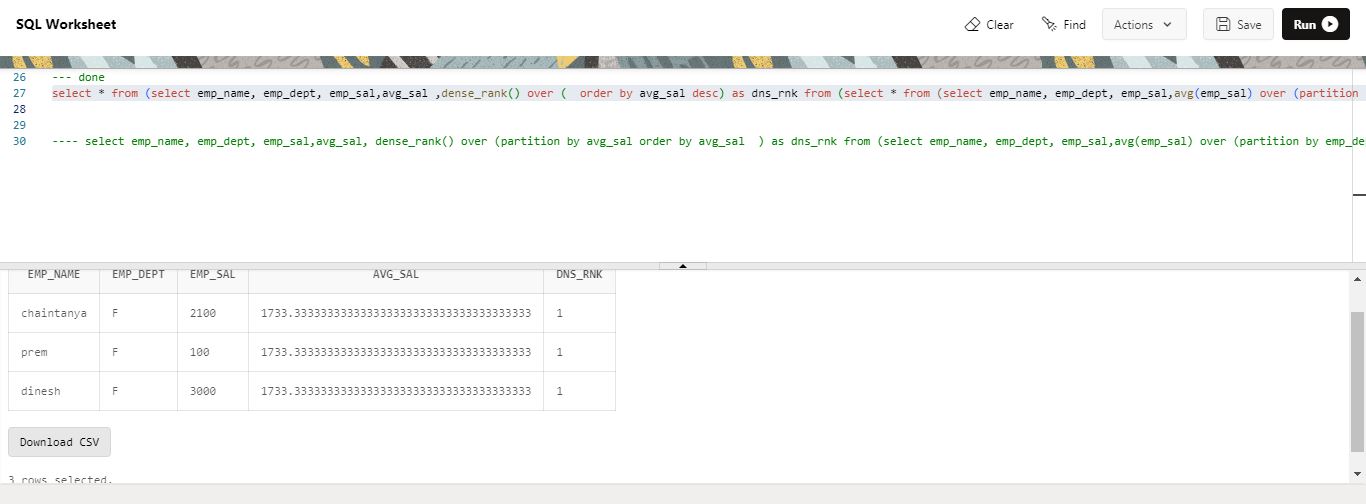 SQL Worksheet
Clear
Find
Actions
Save
Run
26 --- done
27 select * from (select emp_name, emp_dept, emp_sal,avg_sal ,dense_rank() over (  order by avg_sal desc) as dns_rnk from (select * from (select emp_name, emp_dept, emp_sal,avg(emp_sal) over (partition
28
29
30 ---- select emp_name, emp_dept, emp_sal,avg_sal, dense_rank() over (partition by avg_sal order by avg_sal  ) as dns_rnk from (select emp_name, emp_dept, emp_sal,avg(emp_sal) over (partition by emp_de
EMP_NAME EMP_DEPT EMP_SAL AVG_SAL DNS_RNK
chaintanya F 2100 1733.33333333333333333333333333333333333 1
prem F 100 1733.33333333333333333333333333333333333 1
dinesh F 3000 1733.33333333333333333333333333333333333 1
Download CSV
3 rows selected.